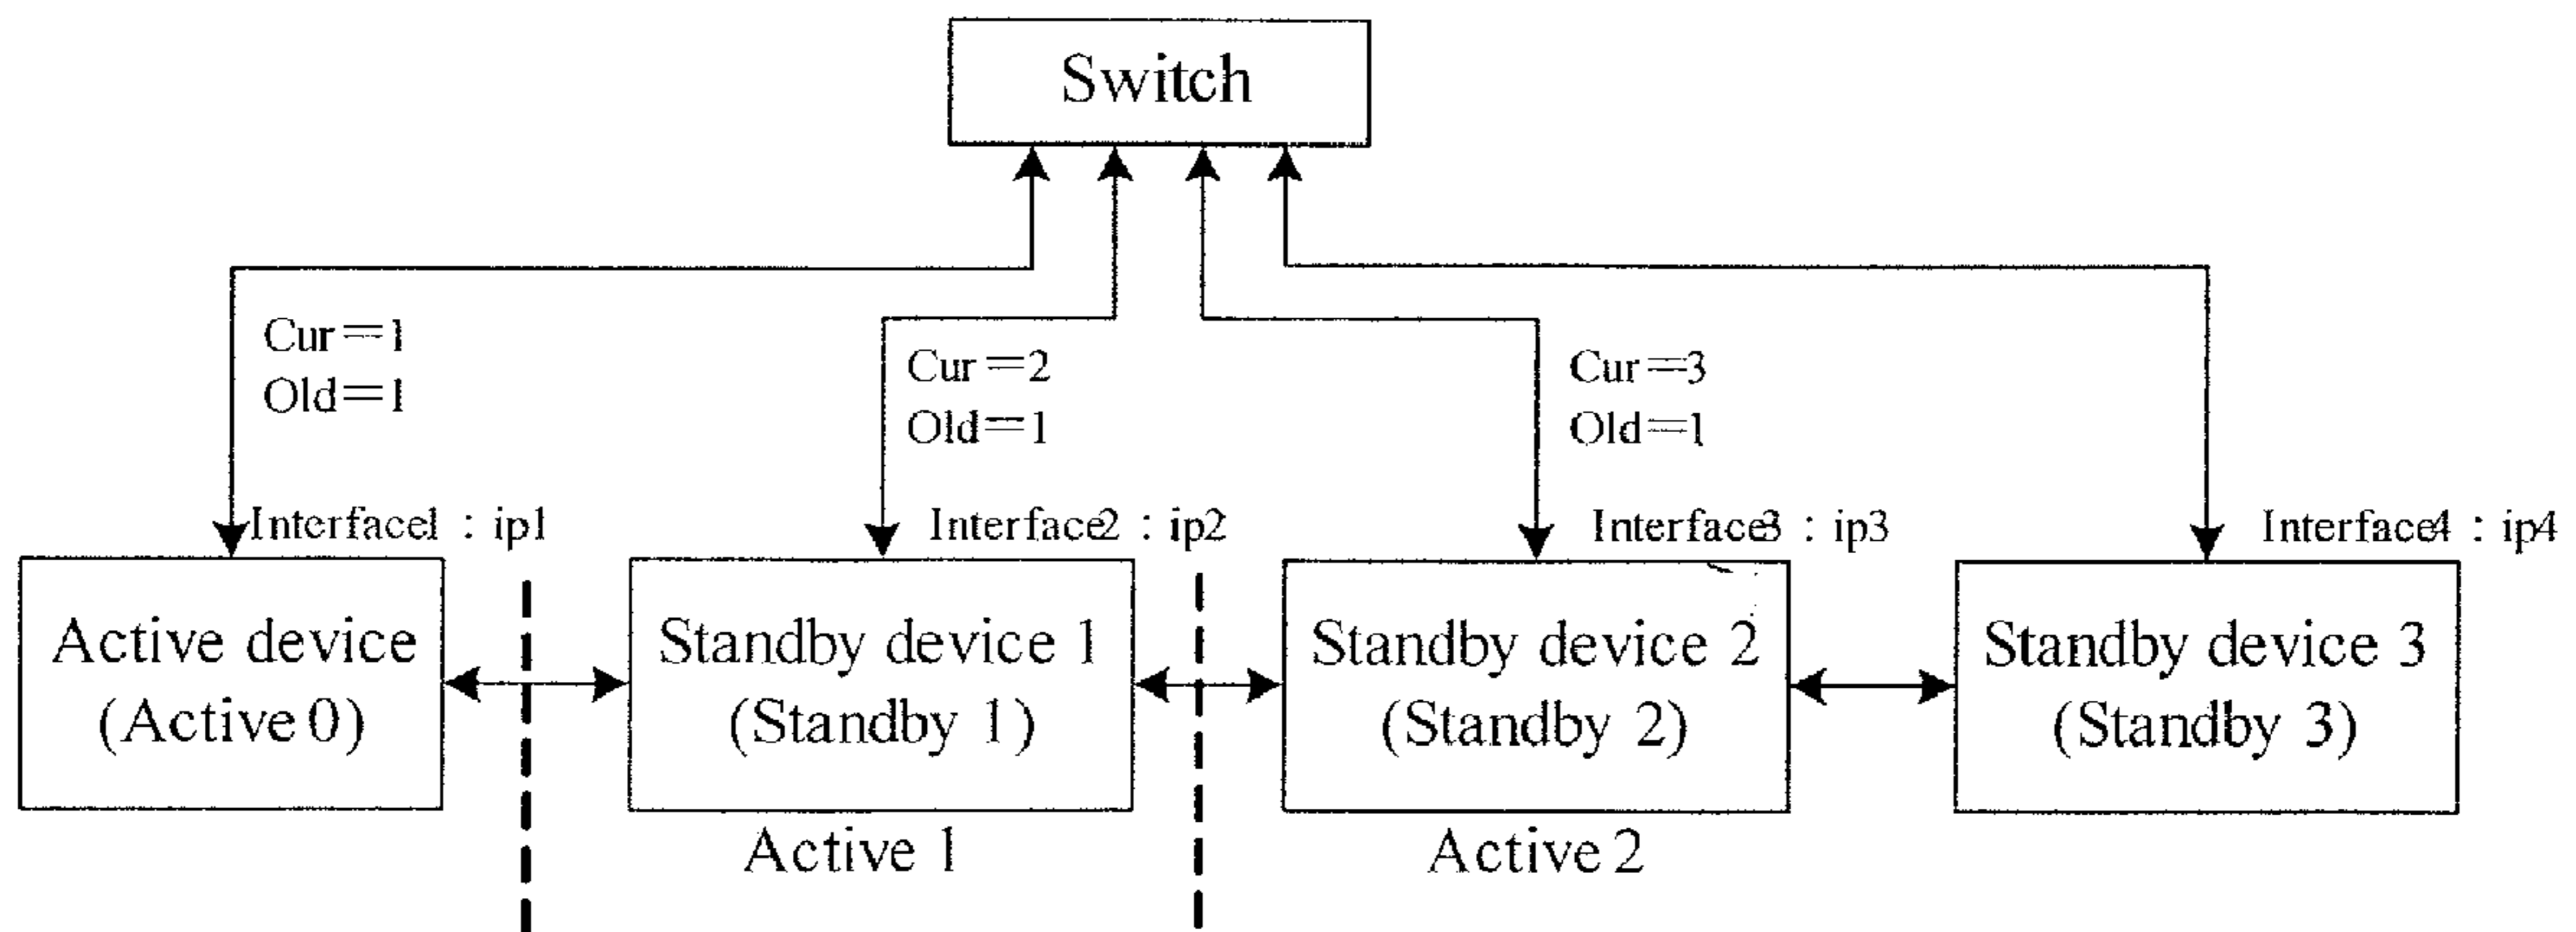 Switch
Cur=1
Old=1
Cur=2
Old=1
Cur=3
Old=1
Interface1 : ip1
Interface2 : ip2
Interface3 : ip3
Interface4 : ip4
Active device
(Active 0)
Standby device 1
(Standby 1)
Standby device 2
(Standby 2)
Standby device 3
(Standby 3)
Active 1
Active 2